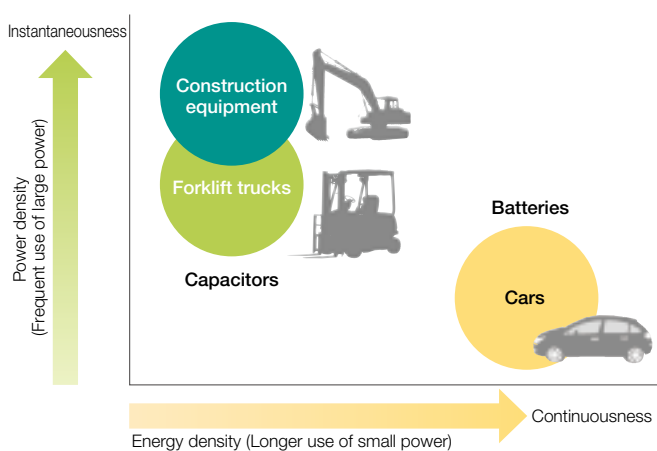 Instantaneousness
Power density
(Frequent use of large power)
Construction
equipment
Forklift trucks
Capacitors
Batteries
Cars
Continuousness
Energy density (Longer use of small power)